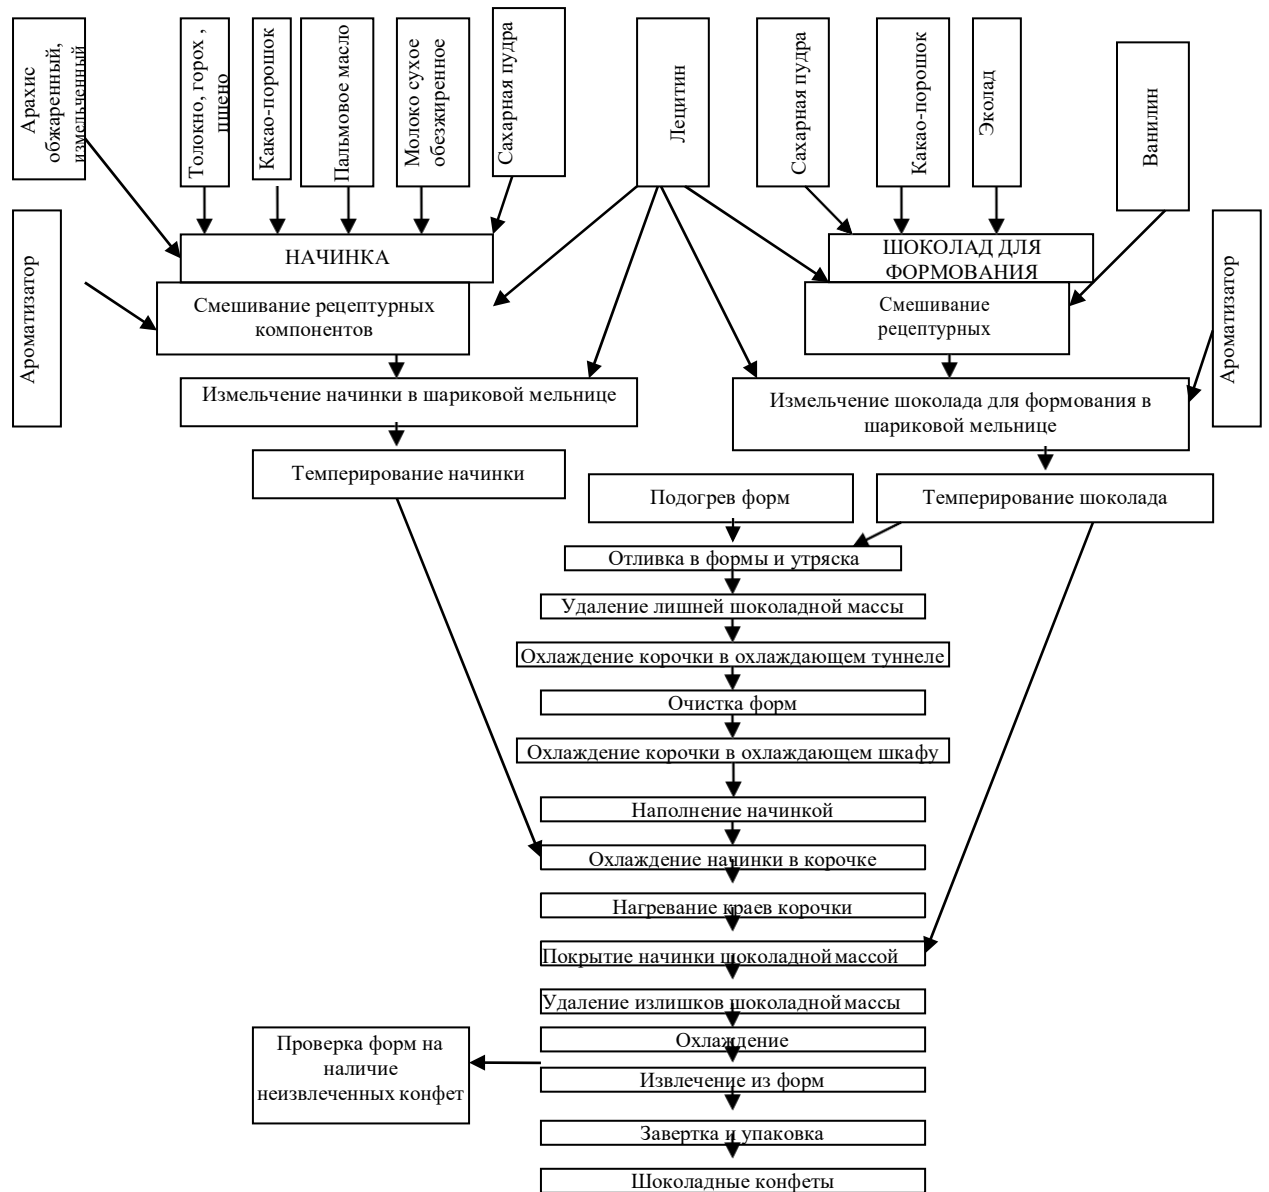 Арахис
обжаренный,
измельченный
Толокно, горох ,
пшено
Какао-порошок
Пальмовое масло
Молоко сухое
обезжиренное
Сахарная пудра
Лецитин
Сахарная пудра
Какао-порошок
Эколад
Ванилин
Ароматизатор
НАЧИНКА
Смешивание рецептурных
компонентов
ШОКОЛАД ДЛЯ
ФОРМОВАНИЯ
Смешивание
рецептурных
Ароматизатор
Измельчение начинки в шариковой мельнице
Измельчение шоколада для формования в
шариковой мельнице
Темперирование начинки
Подогрев форм
Темперирование шоколада
Отливка в формы и утряска
Удаление лишней шоколадной массы
Охлаждение корочки в охлаждающем туннеле
Очистка форм
Охлаждение корочки в охлаждающем шкафу
Наполнение начинкой
Охлаждение начинки в корочке
Нагревание краев корочки
Покрытие начинки шоколадной массой
Удаление излишков шоколадной массы
Охлаждение
Проверка форм на
наличие
неизвлеченных конфет
Извлечение из форм
Завертка и упаковка
Шоколадные конфеты